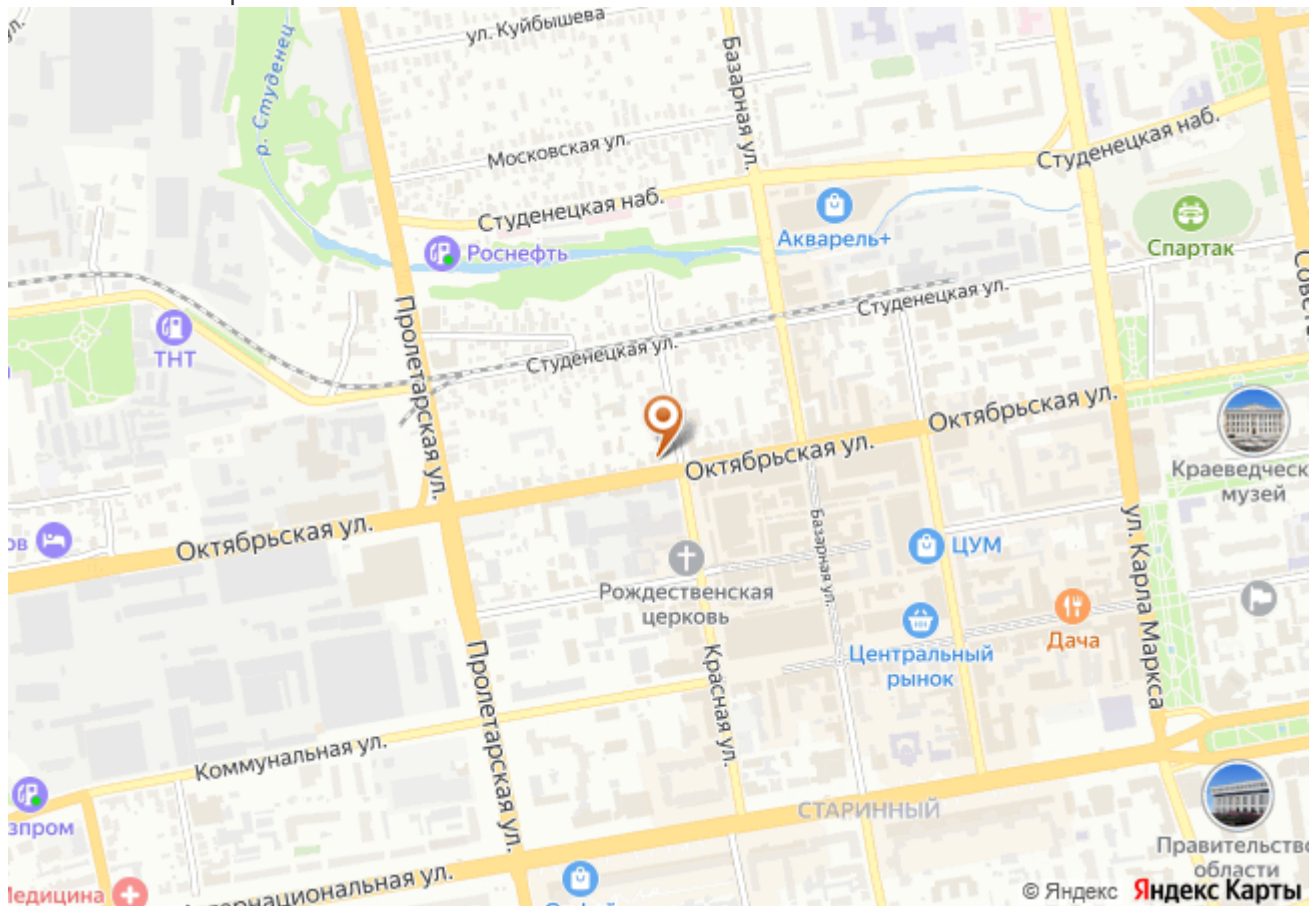 ул. Куйбышева
Базарная ул.
р. Студенец
Московская ул.
Студенецкая наб.
Студенецкая наб.
Акварель+
Спартак
Роснефть
Студенецкая ул.
ТНТ
Пролетарская ул.
Студенецкая ул.
Октябрьская ул.
Октябрьская ул.
Краеведческ
музей
Октябрьская ул.
Базарная ул.
ЦУМ
ул. Карла Маркса
Рождественская
церковь
Дача
Центральный
рынок
Пролетарская ул.
Красная ул.
Коммунальная ул.
СТАРИННЫЙ
зпром
Правительство
области
Медицина
© Яндекс Яндекс Карты